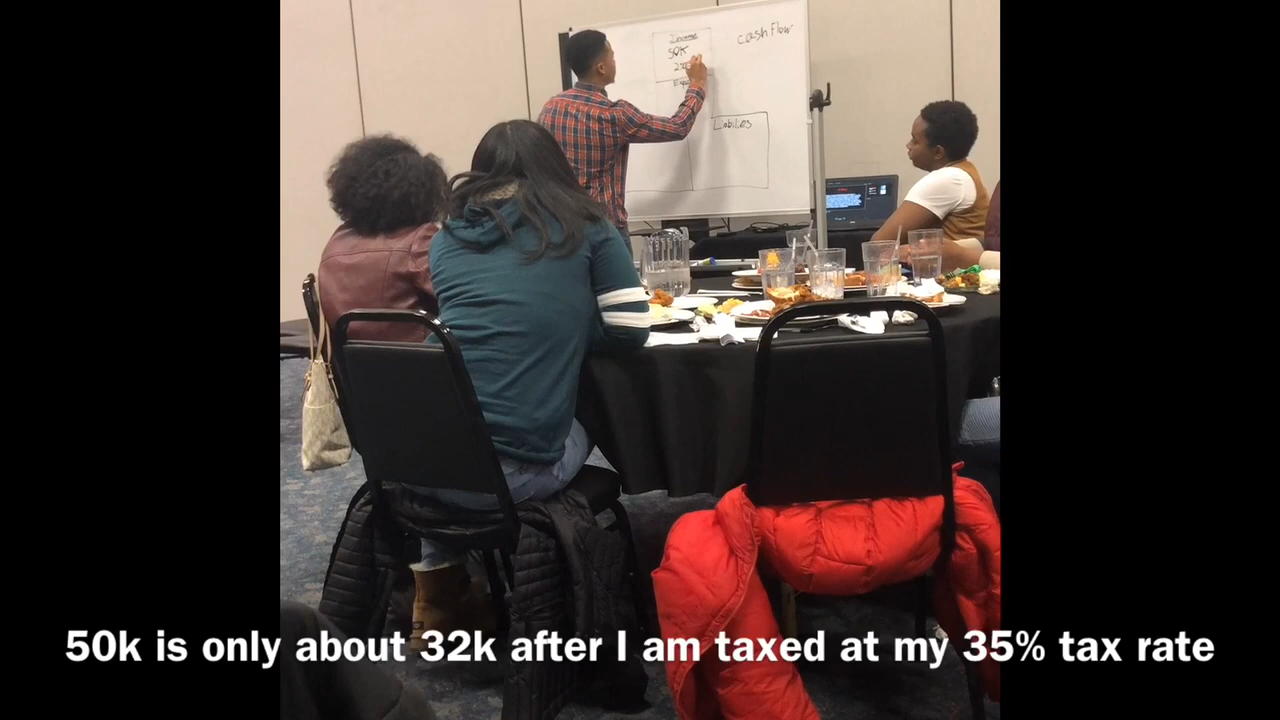 Income
cash Flow
50K
Liabilities
50k is only about 32k after I am taxed at my 35% tax rate